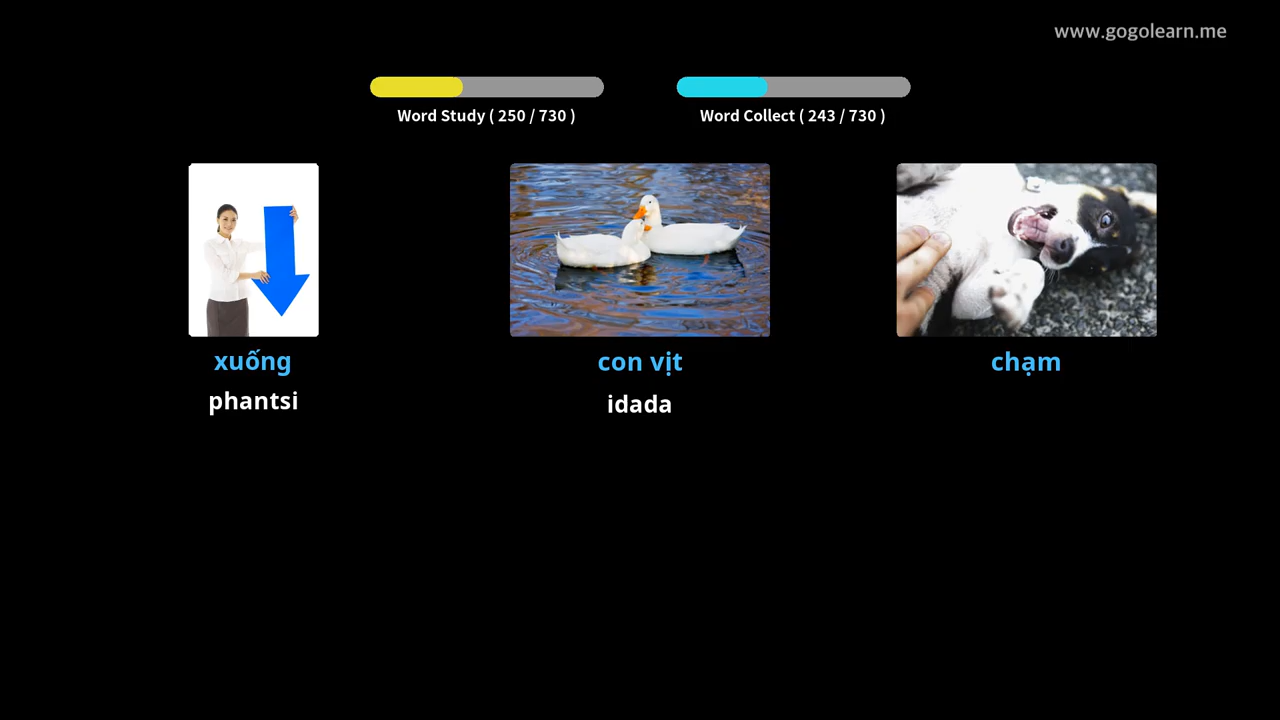 www.gogolearn.me
Word Study ( 250 / 730 )
Word Collect ( 243 / 730 )
xuống
con vịt
chạm
phantsi
idada